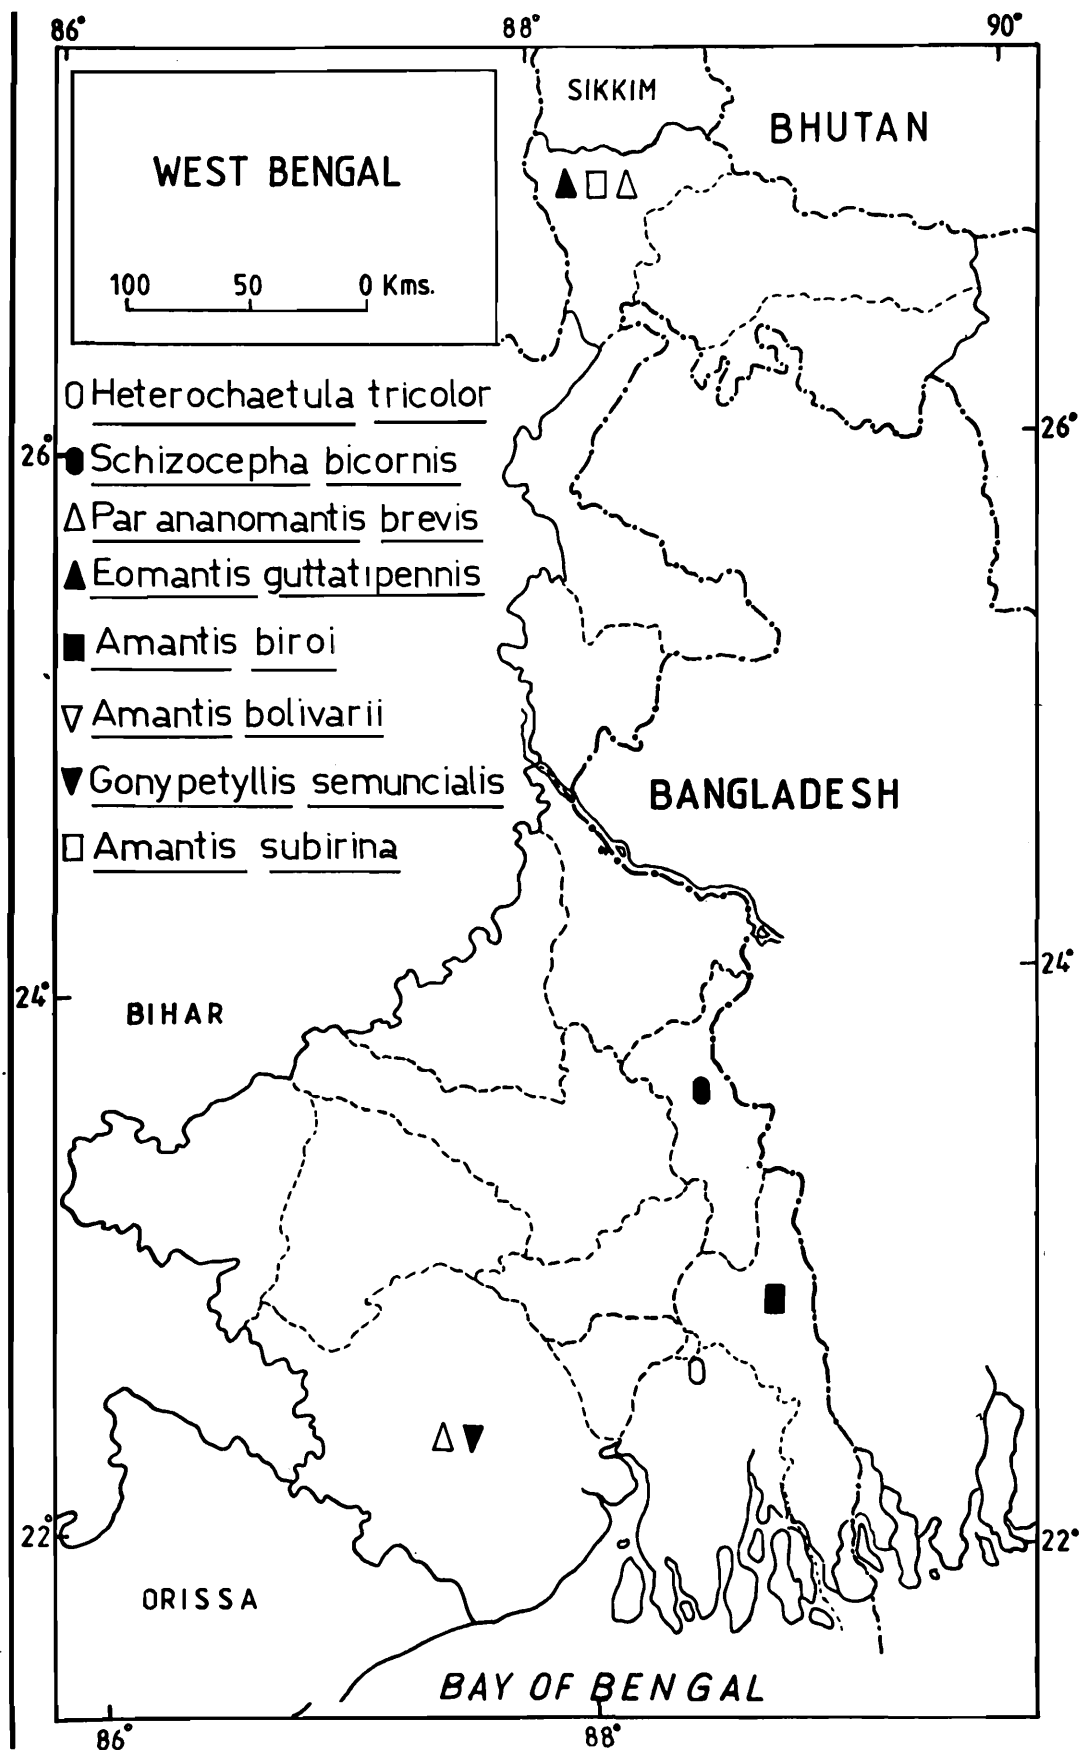 86° 88° 90°
SIKKIM
BHUTAN
WEST BENGAL
100 50 0 Kms.
Heterochaetula tricolor
26° 26°
Schizocepha bicornis
Par ananomantis brevis
Eomantis guttatipennis
Amantis biroi
Amantis bolivarii
Gonypetyllis semuncialis
BANGLADESH
Amantis subirina
24° 24°
BIHAR
22° 22°
ORISSA
BAY OF BENGAL
86° 88°